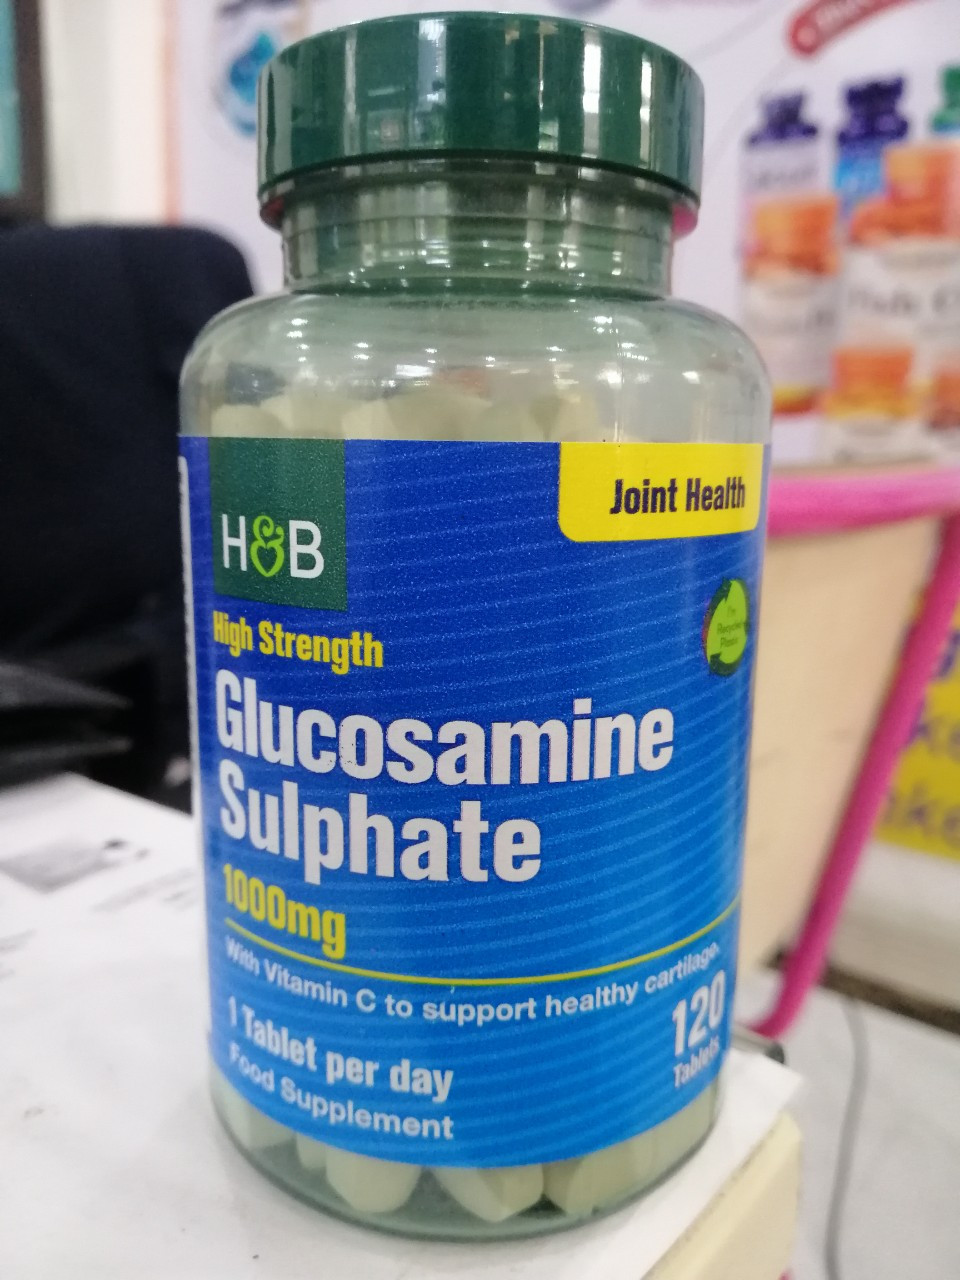 H&B
Joint Health
High Strength
Glucosamine
Sulphate
1000mg
With Vitamin C to support healthy cartilage.
1 Tablet per day
Food Supplement
120
Tablets